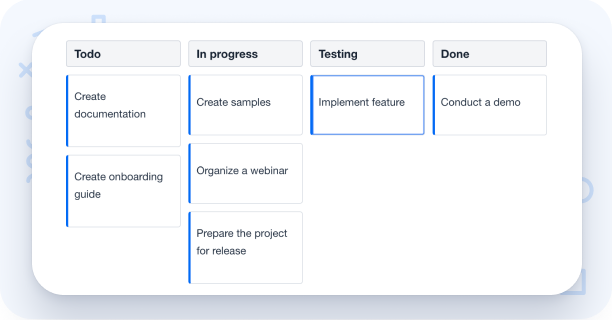 Todo
In progress
Testing
Done
Create
documentation
Create onboarding
guide
Create samples
Organize a webinar
Prepare the project
for release
Implement feature
Conduct a demo